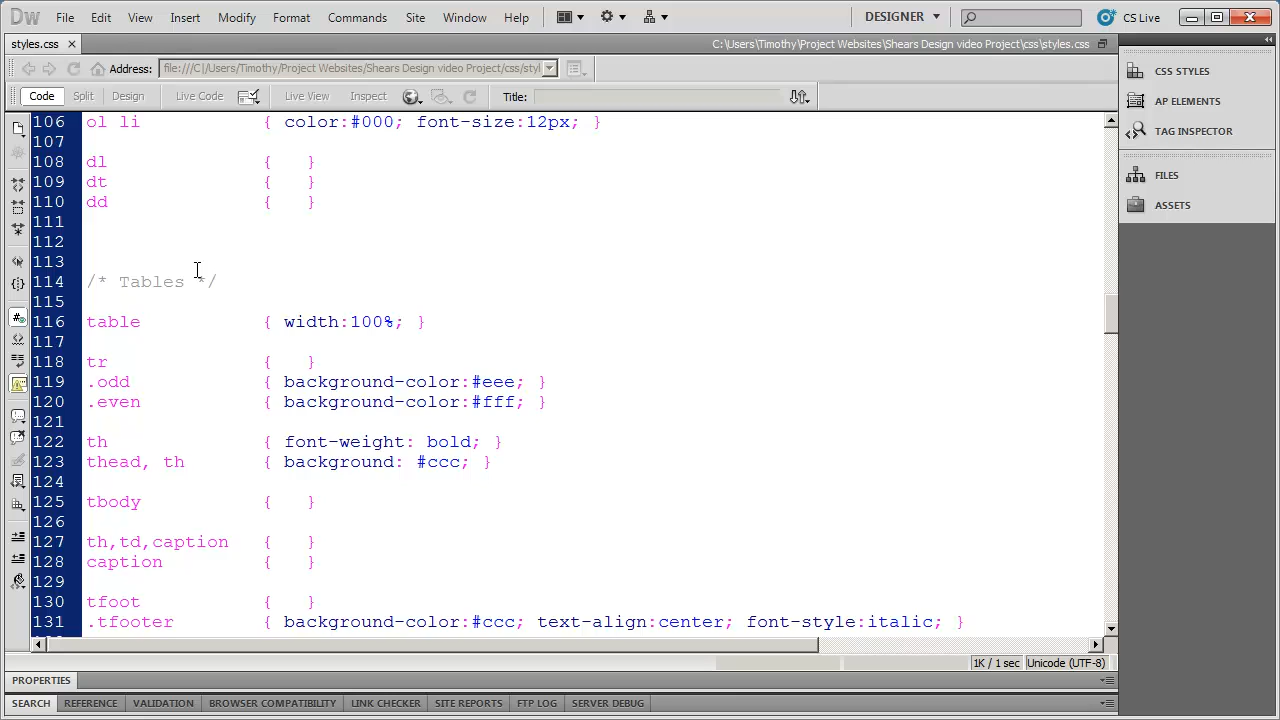 Dw File Edit View Insert Modify Format Commands Site Window Help DESIGNER CS Live
styles.css C:\Users\Timothy\Project Websites\Shears Design video Project\css\styles.css
Address: file:///C|/Users/Timothy/Project Websites/Shears Design video Project/css/styl
Code Split Design Live Code Live View Inspect Title:
106 ol li { color:#000; font-size:12px; }
107
108 dl { }
109 dt { }
110 dd { }
111
112
113
114 /* Tables */
115
116 table { width:100%; }
117
118 tr { }
119 .odd { background-color:#eee; }
120 .even { background-color:#fff; }
121
122 th { font-weight: bold; }
123 thead, th { background: #ccc; }
124
125 tbody { }
126
127 th,td,caption { }
128 caption { }
129
130 tfoot { }
131 .tfooter { background-color:#ccc; text-align:center; font-style:italic; }
1K / 1 sec Unicode (UTF-8)
PROPERTIES
SEARCH REFERENCE VALIDATION BROWSER COMPATIBILITY LINK CHECKER SITE REPORTS FTP LOG SERVER DEBUG
CSS STYLES
AP ELEMENTS
TAG INSPECTOR
FILES
ASSETS